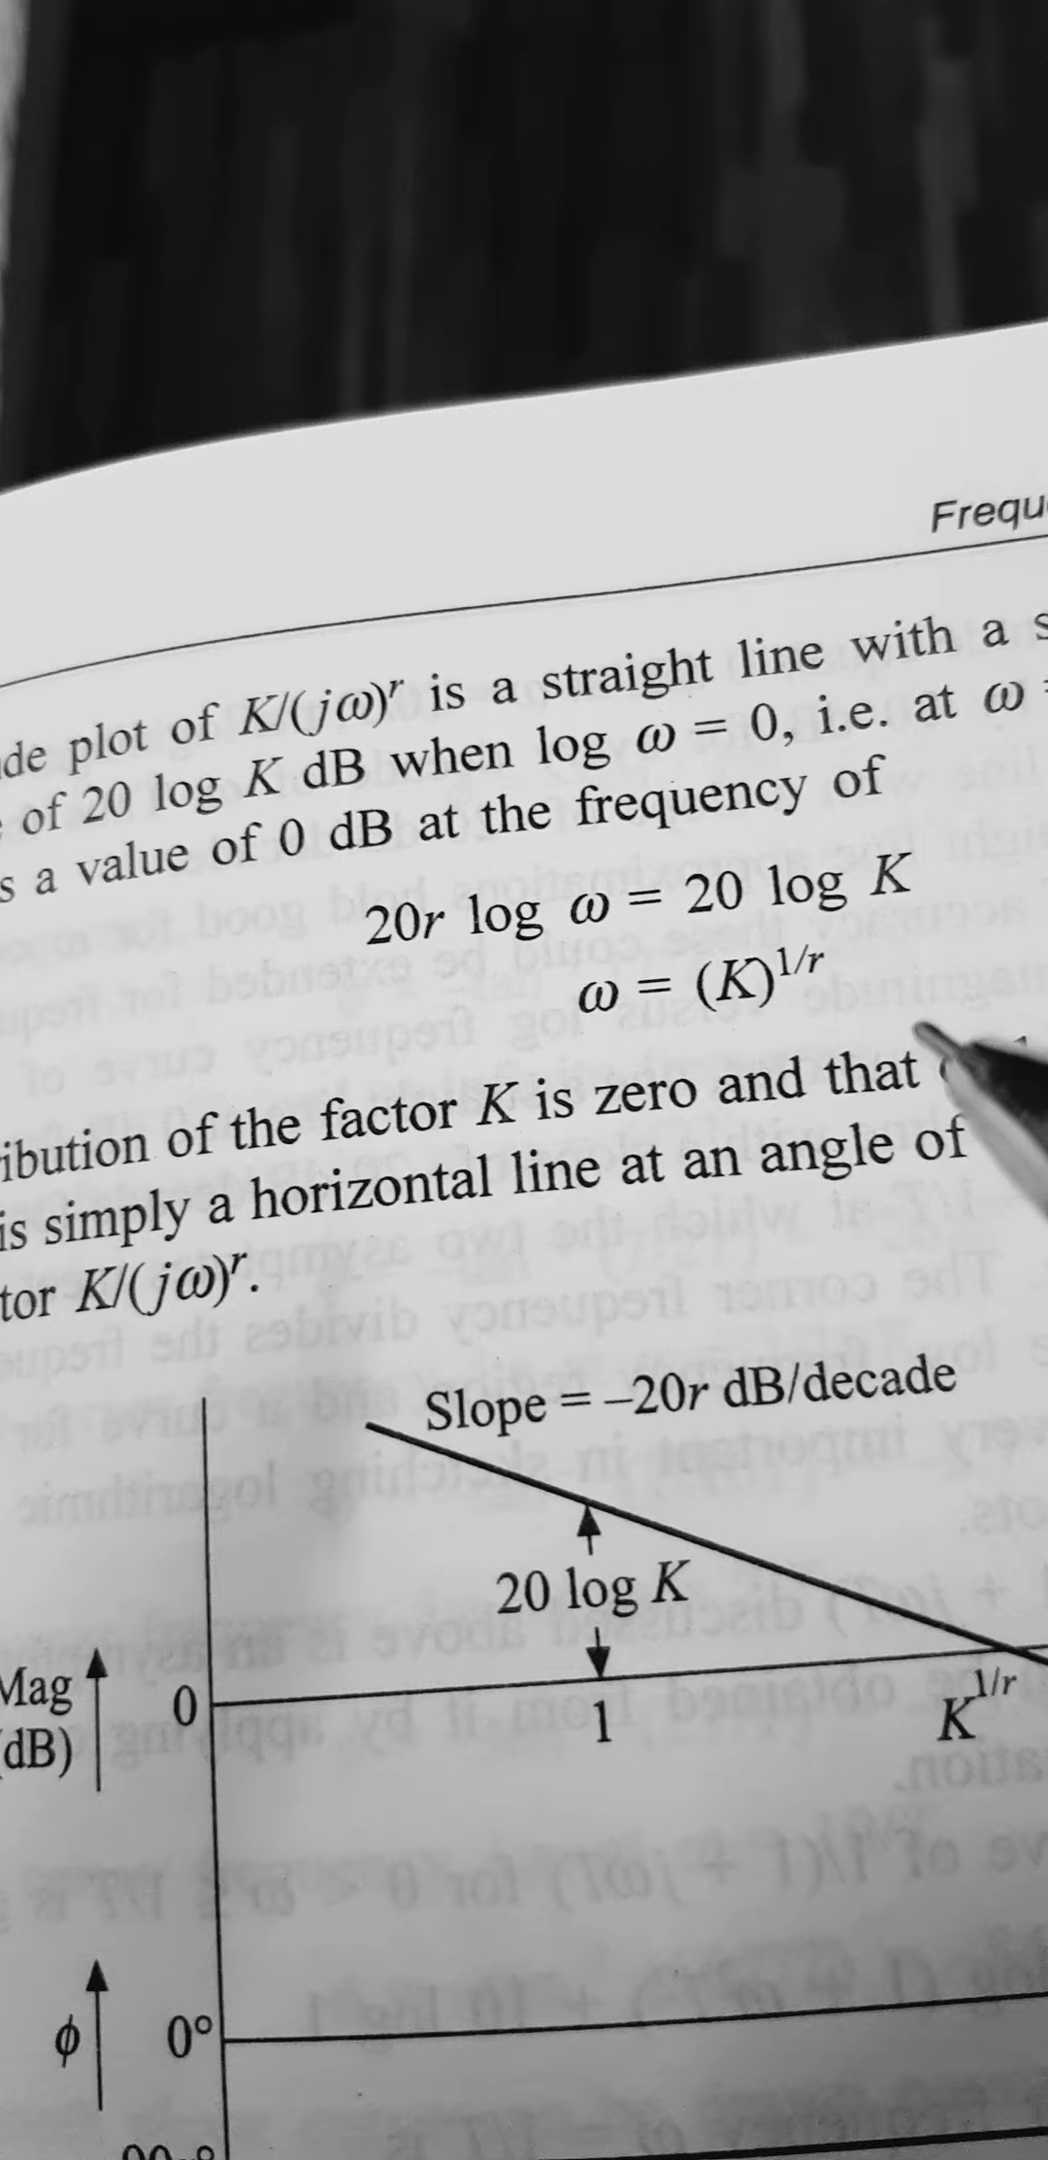 Frequ
de plot of K/(jω)ʳ is a straight line with a s
of 20 log K dB when log ω = 0, i.e. at ω =
s a value of 0 dB at the frequency of
20r log ω = 20 log K
ω = (K)^{1/r}
ibution of the factor K is zero and that
is simply a horizontal line at an angle of
tor K/(jω)ʳ.
Slope = –20r dB/decade
20 log K
Mag
(dB)
0
1
K^{1/r}
ϕ
0°